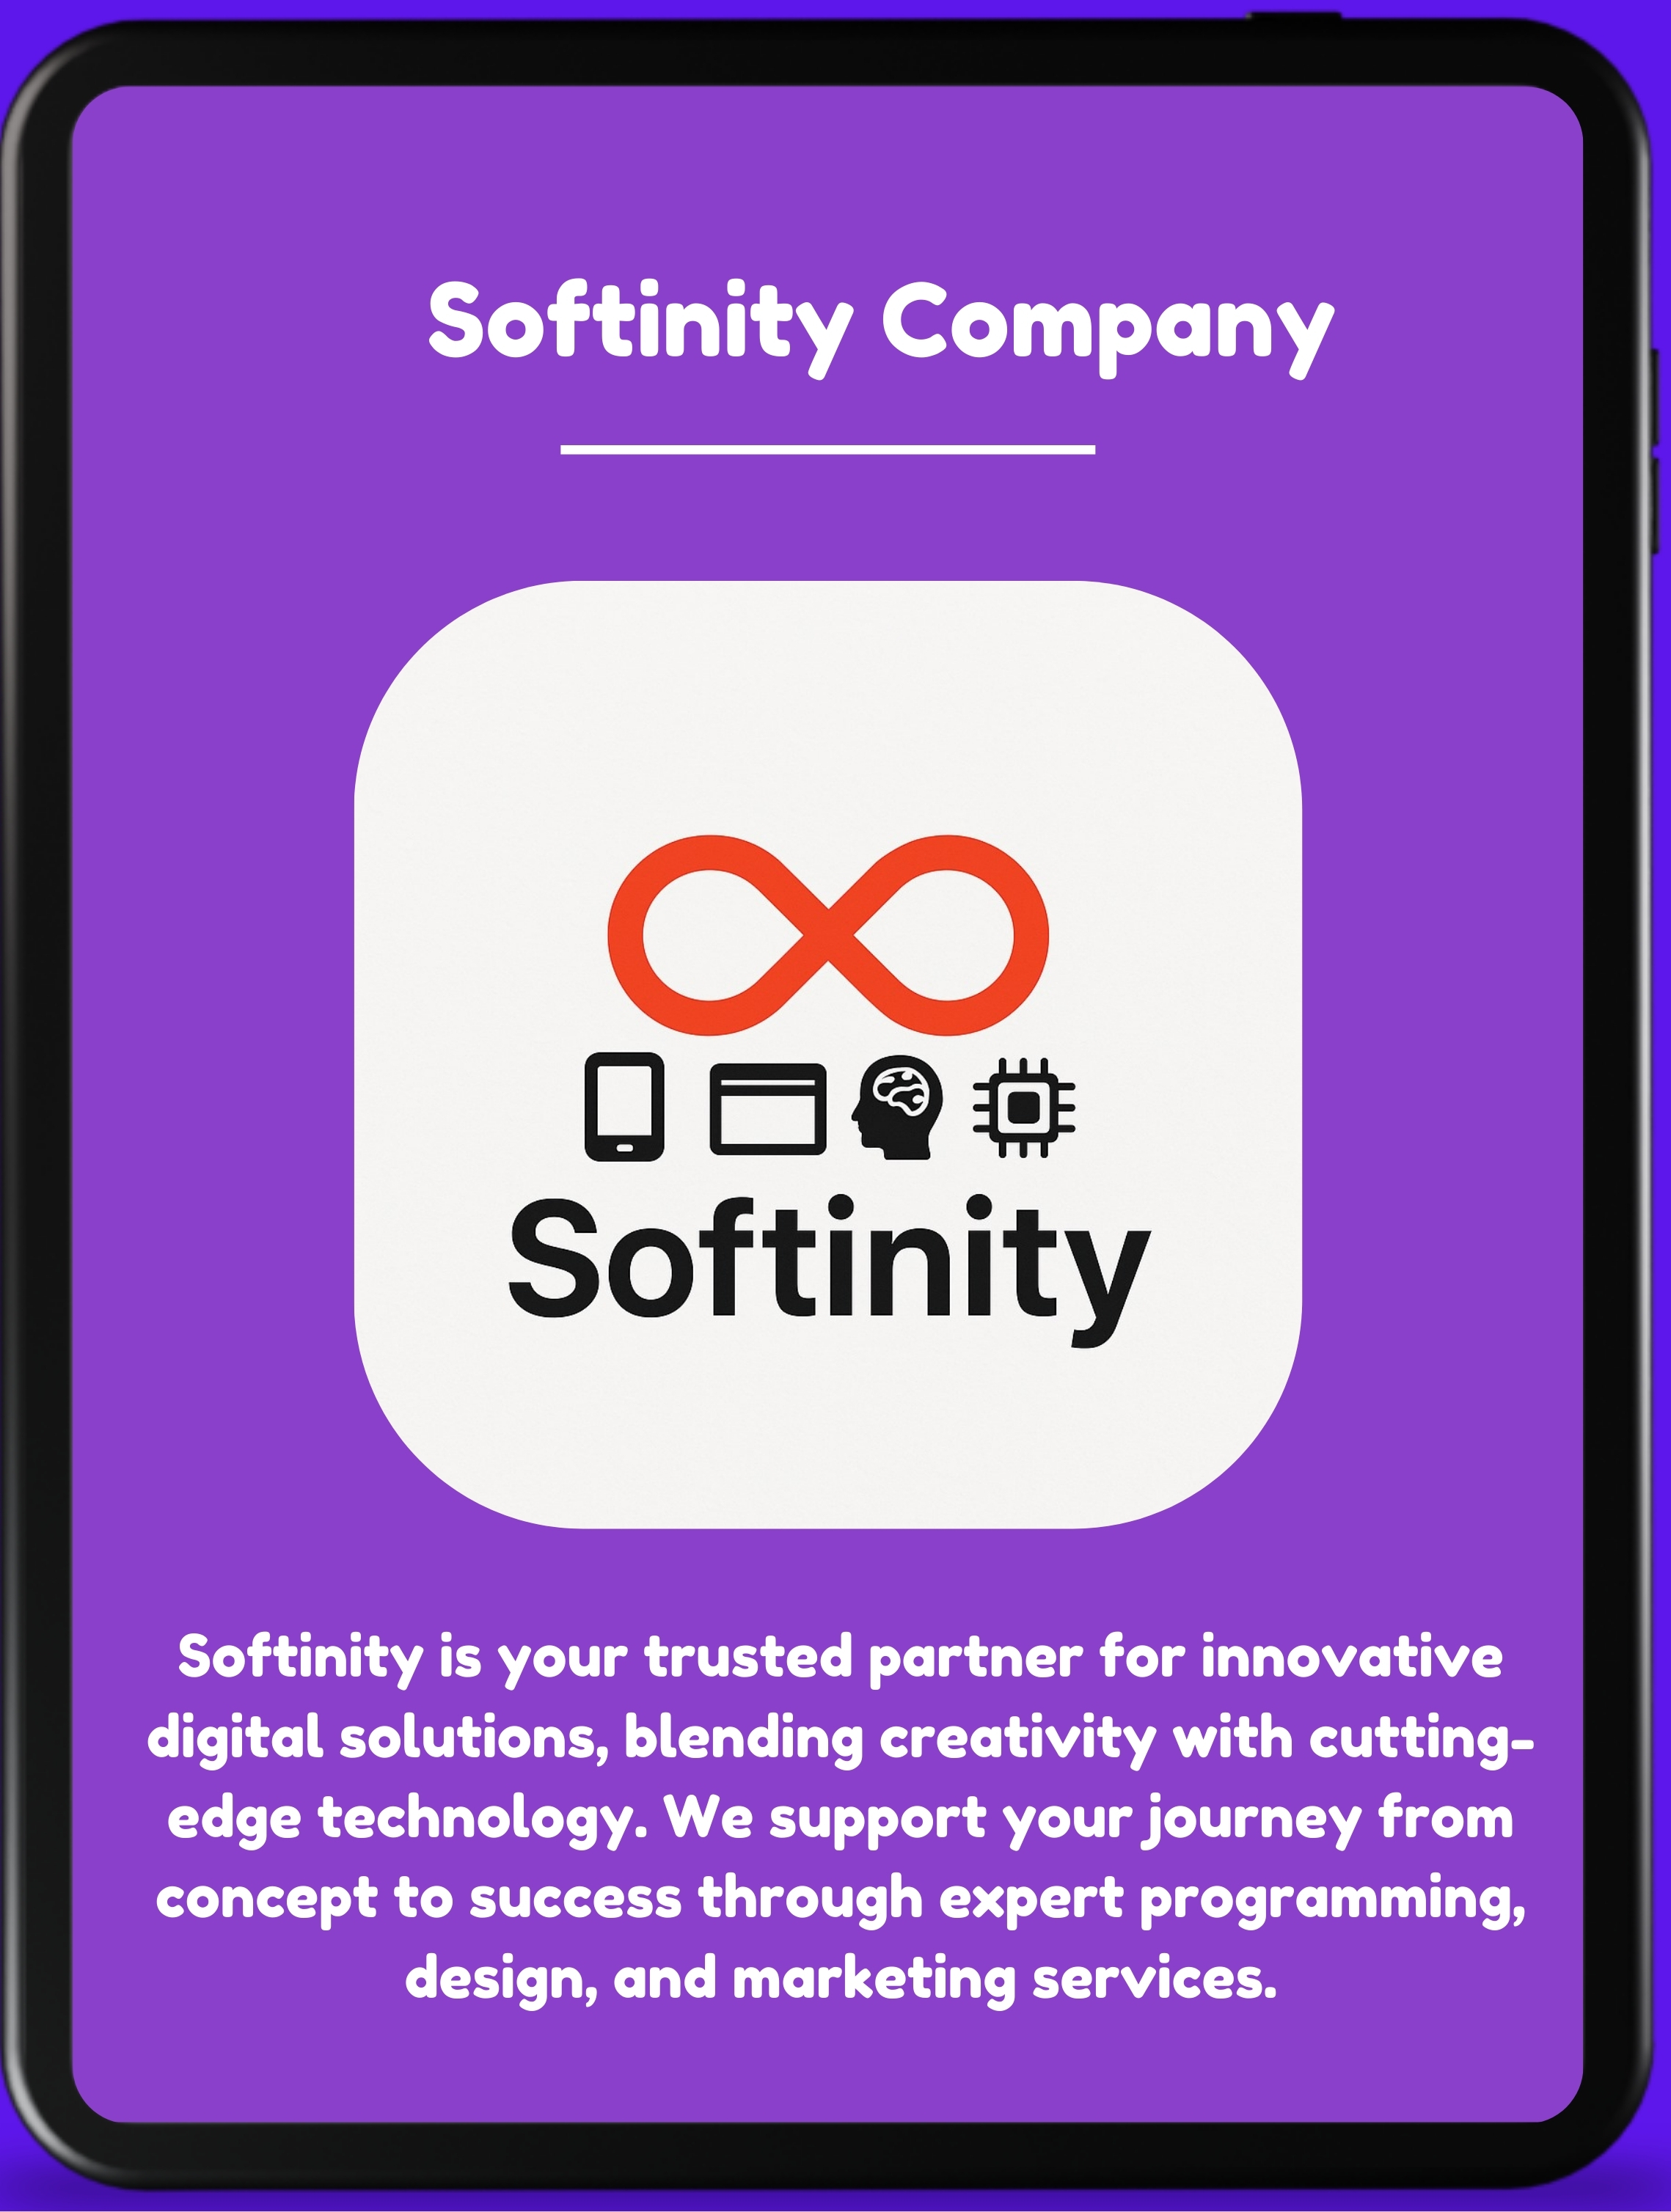 Softinity Company
Softinity
Softinity is your trusted partner for innovative
digital solutions, blending creativity with cutting-
edge technology. We support your journey from
concept to success through expert programming,
design, and marketing services.